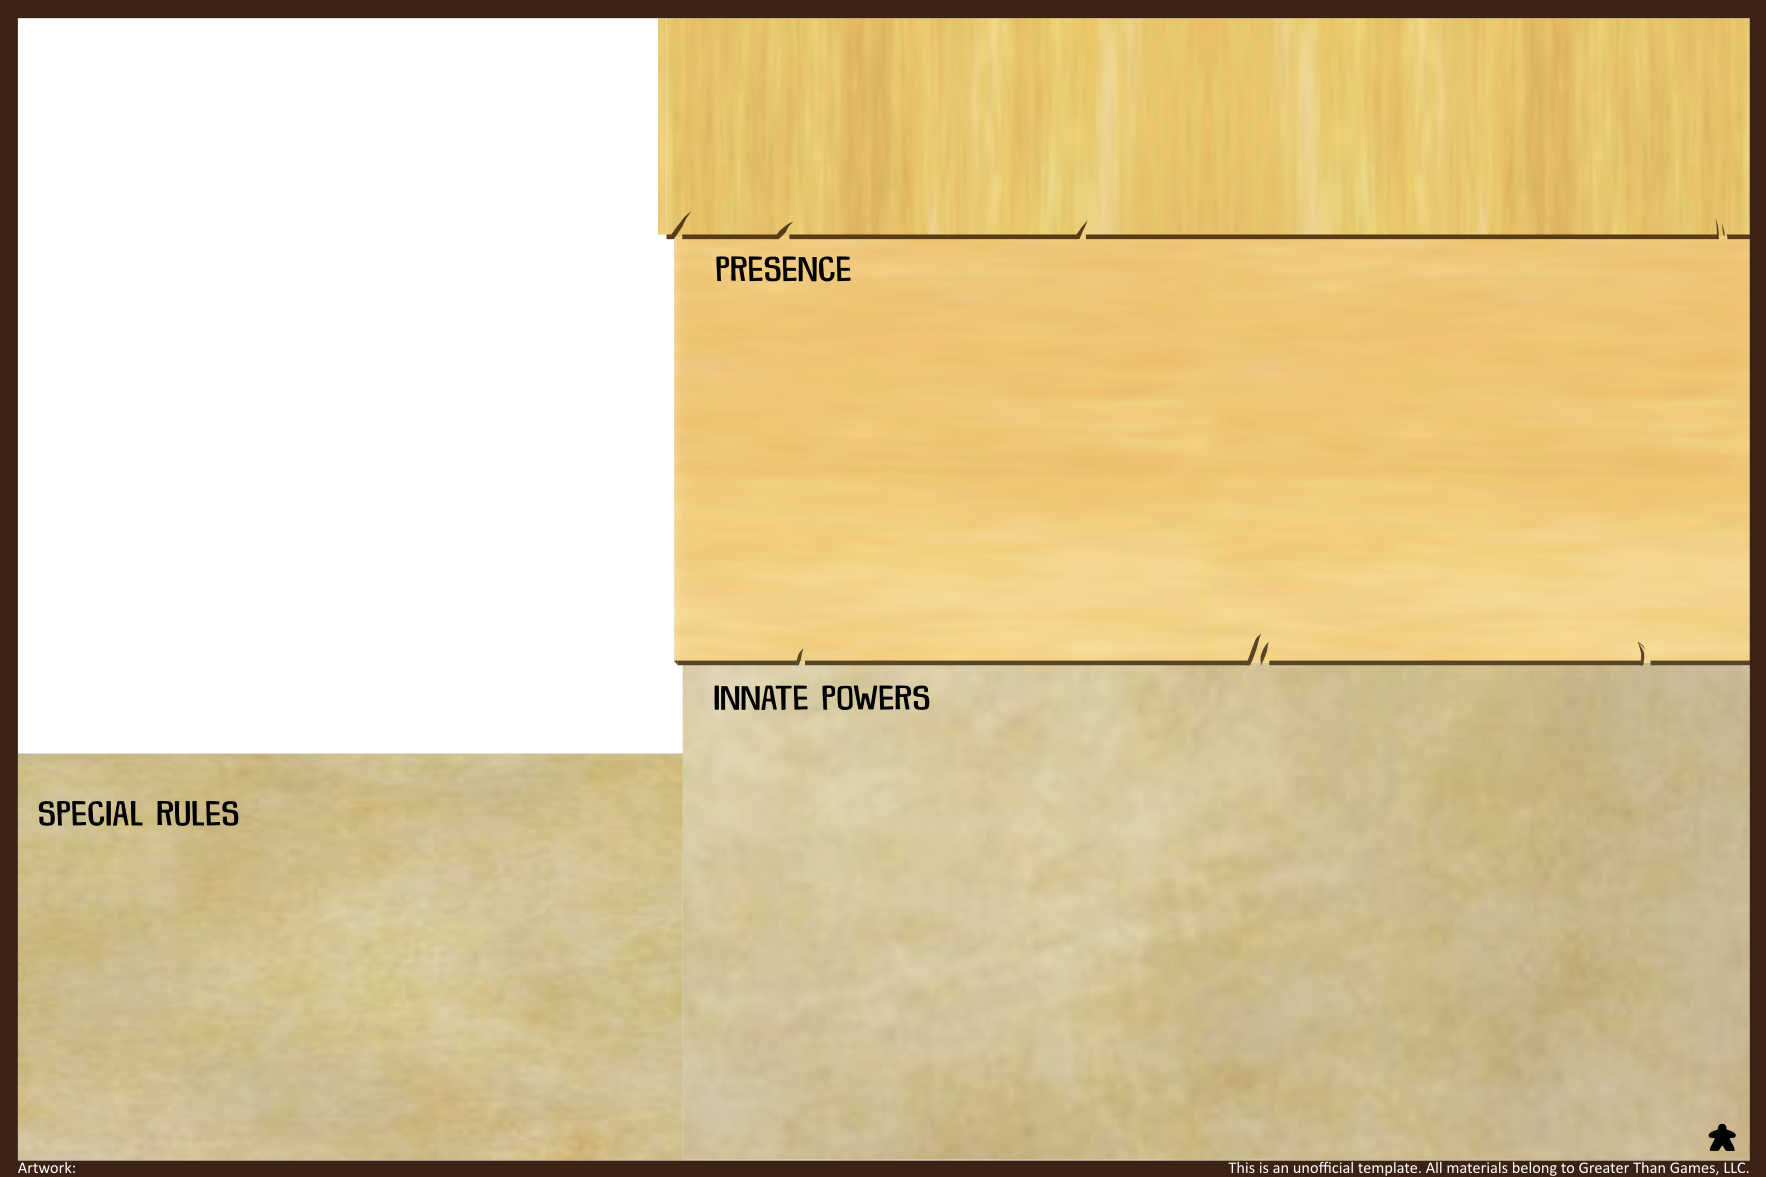 PRESENCE
INNATE POWERS
SPECIAL RULES
Artwork:
This is an unofficial template. All materials belong to Greater Than Games, LLC.